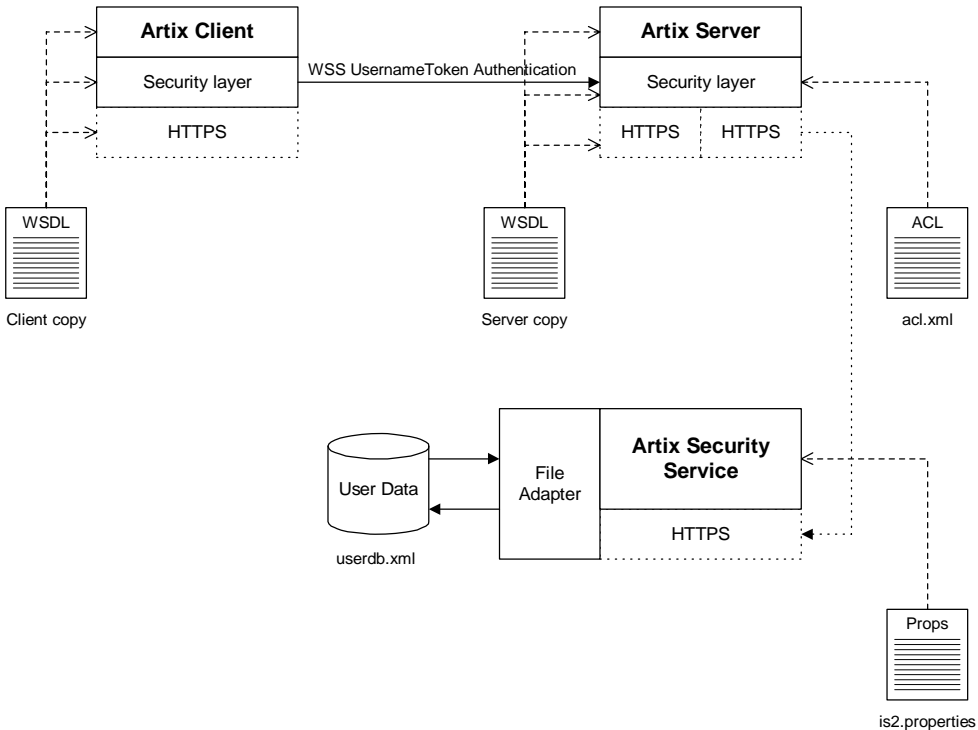 Artix Client
Security layer
HTTPS
WSS UsernameToken Authentication
Artix Server
Security layer
HTTPS
HTTPS
WSDL
Client copy
WSDL
Server copy
ACL
acl.xml
User Data
userdb.xml
File
Adapter
Artix Security
Service
HTTPS
Props
is2.properties